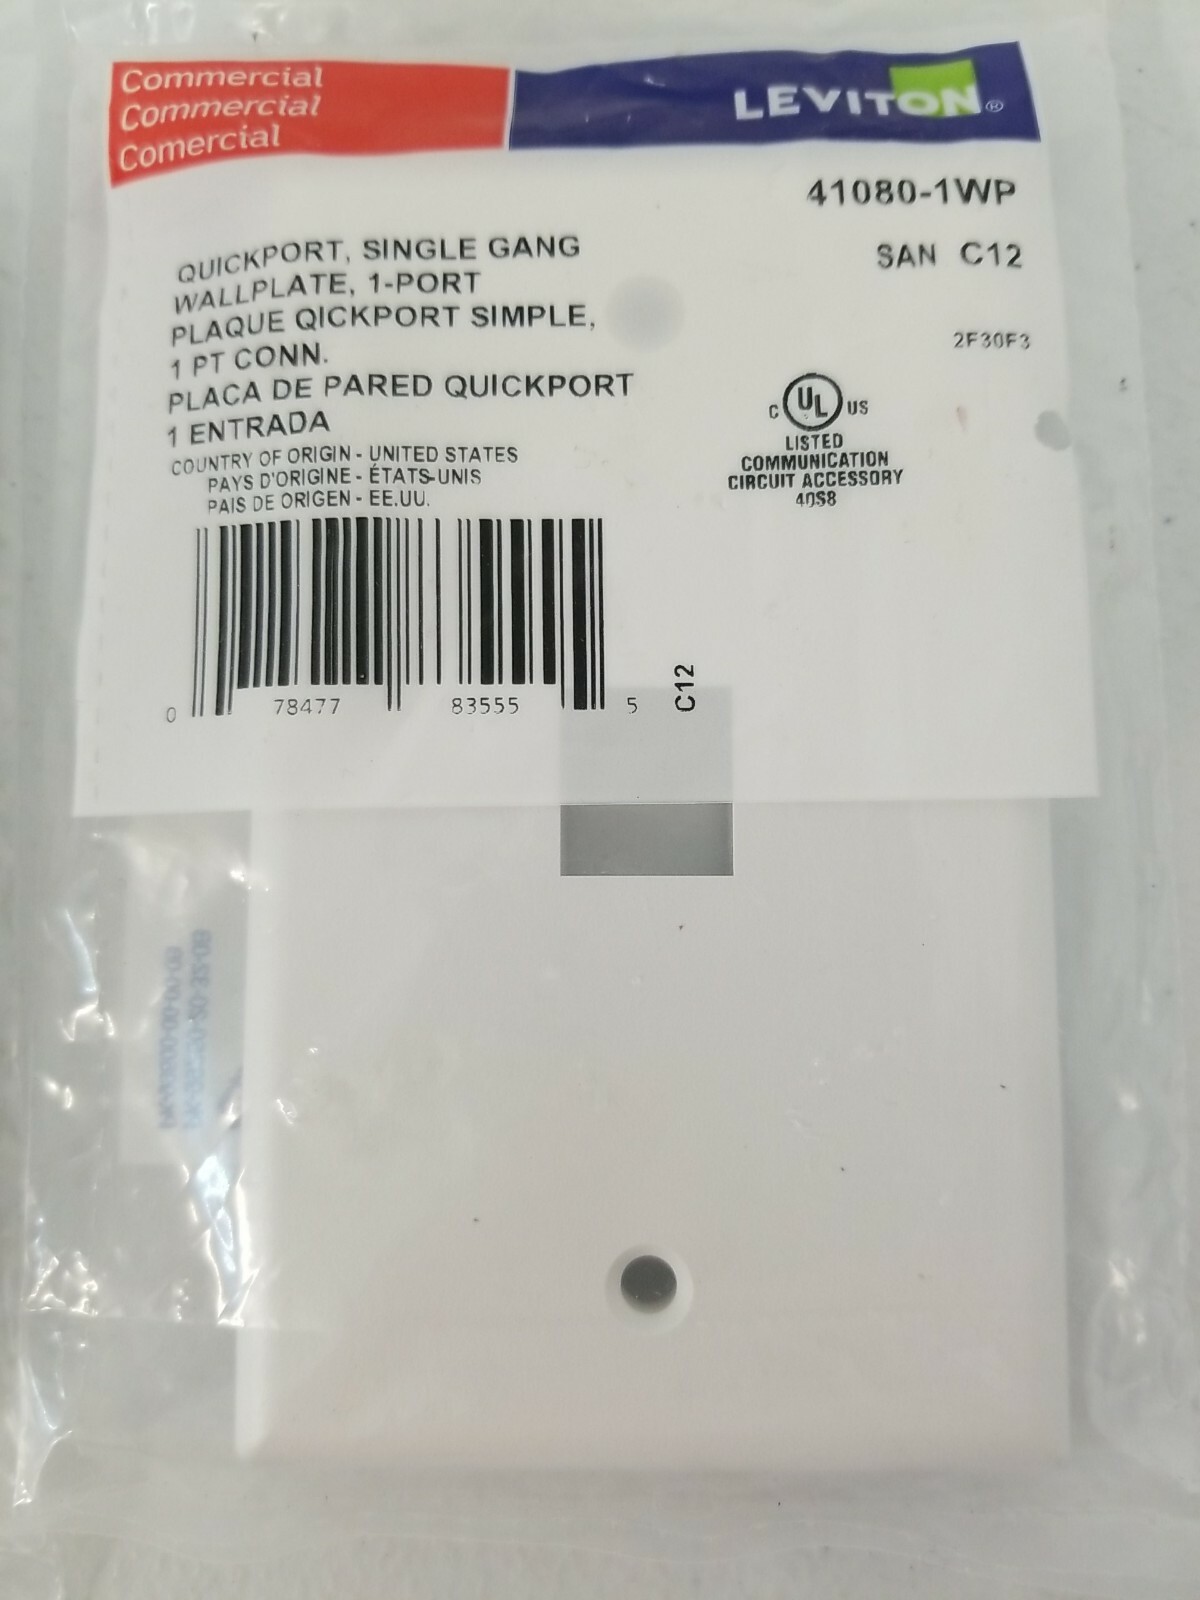 Commercial
Commercial
Comercial
LEVITON®
41080-1WP
SAN C12
2F30F3
QUICKPORT, SINGLE GANG
WALLPLATE, 1-PORT
PLAQUE QICKPORT SIMPLE,
1 PT CONN.
PLACA DE PARED QUICKPORT
1 ENTRADA
COUNTRY OF ORIGIN - UNITED STATES
PAYS D'ORIGINE - ÉTATS-UNIS
PAIS DE ORIGEN - EE.UU.
C UL US
LISTED
COMMUNICATION
CIRCUIT ACCESSORY
40S8
0 78477 83555 5
C12